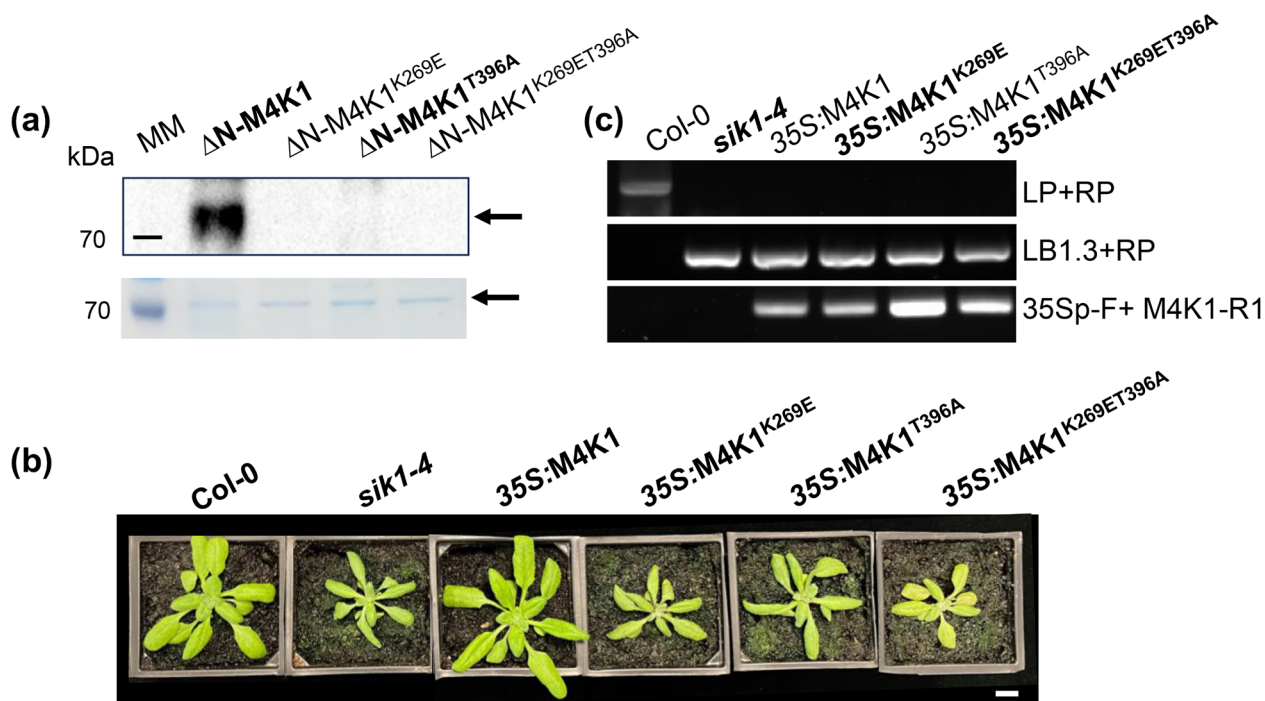 (a)
kDa
MM
ΔN-M4K1
ΔN-M4K1K269E
ΔN-M4K1T396A
ΔN-M4K1K269ET396A
70
70
(c)
Col-0
sik1-4
35S:M4K1
35S:M4K1K269E
35S:M4K1T396A
35S:M4K1K269ET396A
LP+RP
LB1.3+RP
35Sp-F+ M4K1-R1
(b)
Col-0
sik1-4
35S:M4K1
35S:M4K1K269E
35S:M4K1T396A
35S:M4K1K269ET396A